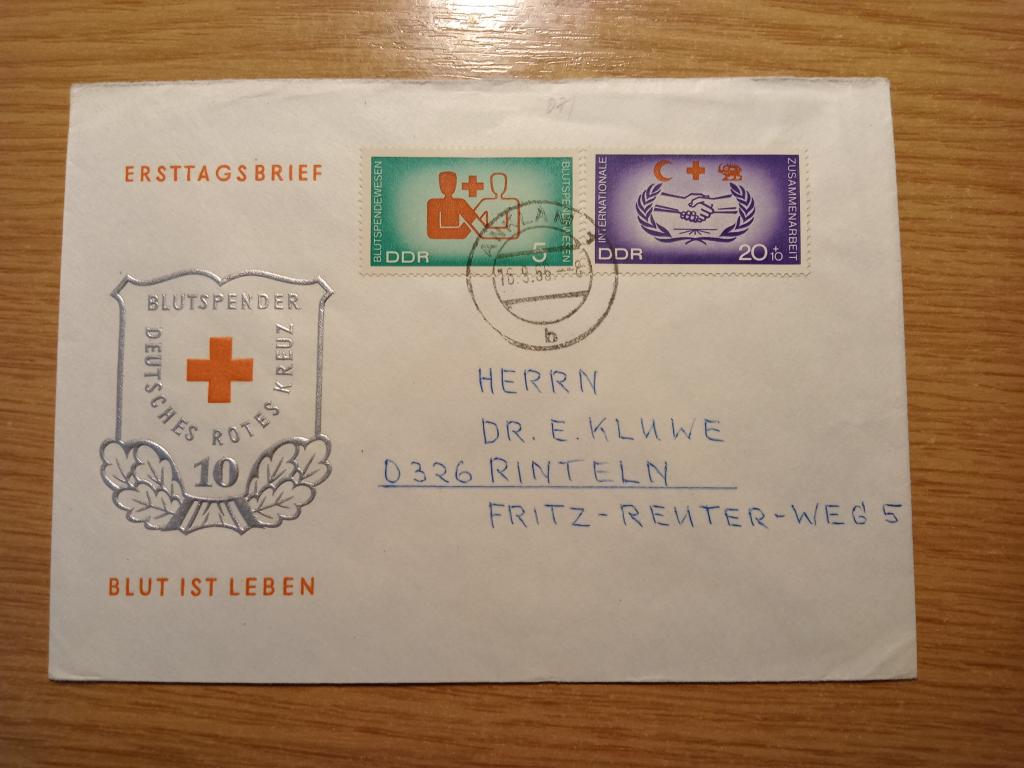 ERSTTAGSBRIEF
BLUTSPENDEWESEN
BLUTSPENDEWESEN
DDR
5
INTERNATIONALE
ZUSAMMENARBEIT
DDR
20+10
ANKLAM
b
BLUTSPENDER
DEUTSCHES ROTES KREUZ
10
BLUT IST LEBEN
HERRN
DR. E. KLUWE
0326 RINTELN
FRITZ-REUTER-WEG 5